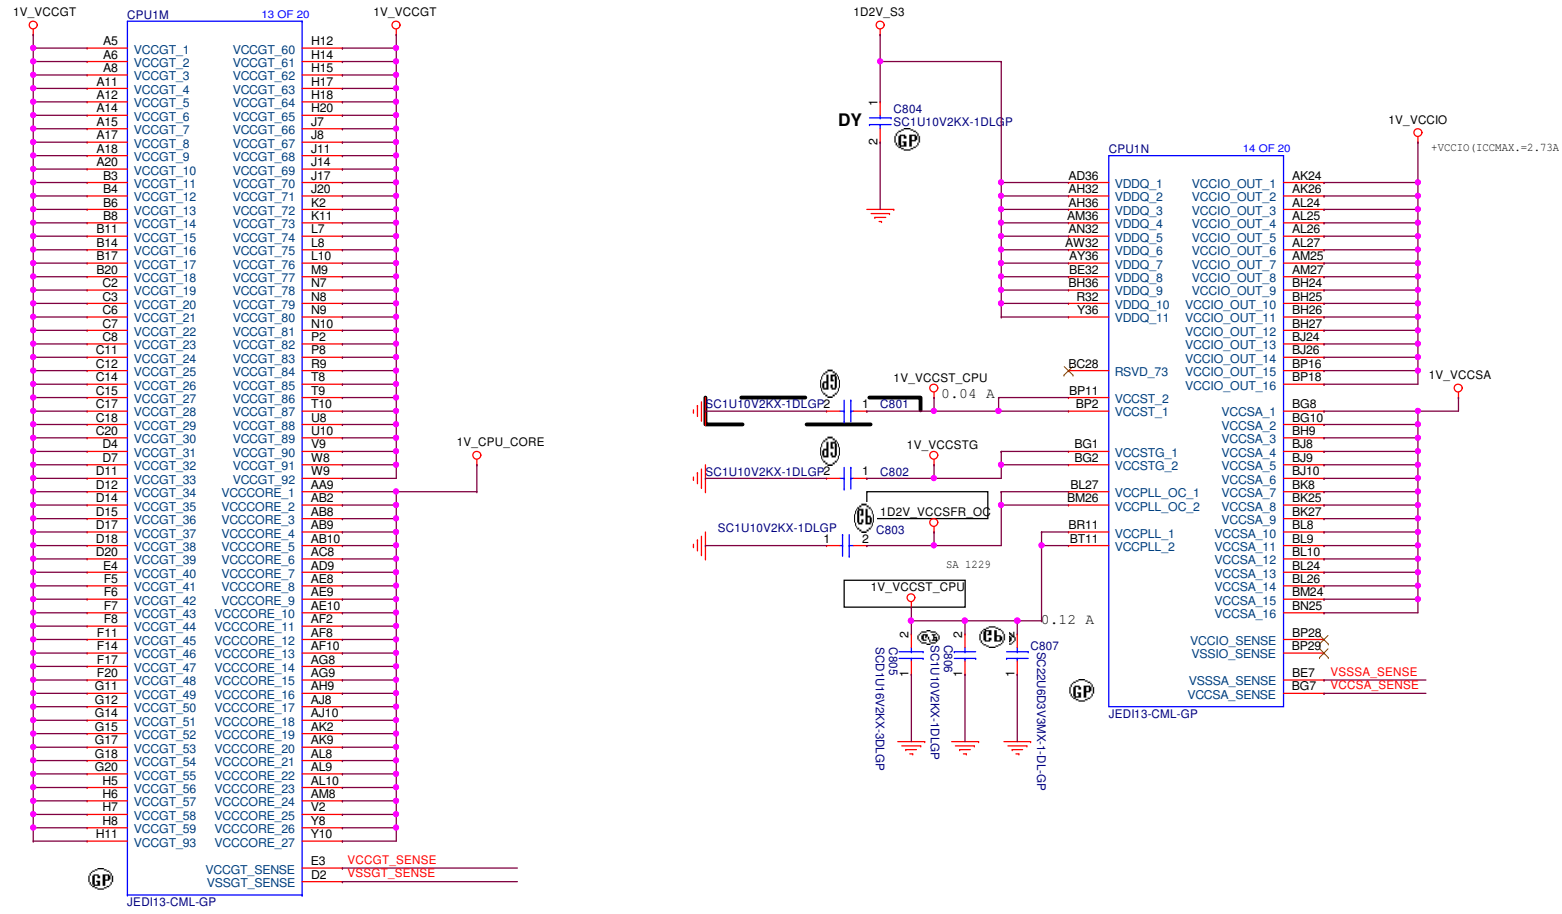 1V_VCCGT
CPU1M 13 OF 20
1V_VCCGT
A5 VCCGT_1 VCCGT_60 H12
A6 VCCGT_2 VCCGT_61 H14
A8 VCCGT_3 VCCGT_62 H15
A11 VCCGT_4 VCCGT_63 H17
A12 VCCGT_5 VCCGT_64 H18
A14 VCCGT_6 VCCGT_65 H20
A15 VCCGT_7 VCCGT_66 J7
A17 VCCGT_8 VCCGT_67 J8
A18 VCCGT_9 VCCGT_68 J11
A20 VCCGT_10 VCCGT_69 J14
B3 VCCGT_11 VCCGT_70 J17
B4 VCCGT_12 VCCGT_71 J20
B6 VCCGT_13 VCCGT_72 K2
B8 VCCGT_14 VCCGT_73 K11
B11 VCCGT_15 VCCGT_74 L7
B14 VCCGT_16 VCCGT_75 L8
B17 VCCGT_17 VCCGT_76 L10
B20 VCCGT_18 VCCGT_77 M9
C2 VCCGT_19 VCCGT_78 N7
C3 VCCGT_20 VCCGT_79 N8
C6 VCCGT_21 VCCGT_80 N9
C7 VCCGT_22 VCCGT_81 N10
C8 VCCGT_23 VCCGT_82 P2
C11 VCCGT_24 VCCGT_83 P8
C12 VCCGT_25 VCCGT_84 R9
C14 VCCGT_26 VCCGT_85 T8
C15 VCCGT_27 VCCGT_86 T9
C17 VCCGT_28 VCCGT_87 T10
C18 VCCGT_29 VCCGT_88 U8
C20 VCCGT_30 VCCGT_89 U10
D4 VCCGT_31 VCCGT_90 V9
D7 VCCGT_32 VCCGT_91 W8
D11 VCCGT_33 VCCGT_92 W9
D12 VCCGT_34 VCCCORE_1 AA9
D14 VCCGT_35 VCCCORE_2 AB2
D15 VCCGT_36 VCCCORE_3 AB8
D17 VCCGT_37 VCCCORE_4 AB9
D18 VCCGT_38 VCCCORE_5 AB10
D20 VCCGT_39 VCCCORE_6 AC8
E4 VCCGT_40 VCCCORE_7 AD9
F5 VCCGT_41 VCCCORE_8 AE8
F6 VCCGT_42 VCCCORE_9 AE9
F7 VCCGT_43 VCCCORE_10 AE10
F8 VCCGT_44 VCCCORE_11 AF2
F11 VCCGT_45 VCCCORE_12 AF8
F14 VCCGT_46 VCCCORE_13 AF10
F17 VCCGT_47 VCCCORE_14 AG8
F20 VCCGT_48 VCCCORE_15 AG9
G11 VCCGT_49 VCCCORE_16 AH9
G12 VCCGT_50 VCCCORE_17 AJ8
G14 VCCGT_51 VCCCORE_18 AJ10
G15 VCCGT_52 VCCCORE_19 AK2
G17 VCCGT_53 VCCCORE_20 AK9
G18 VCCGT_54 VCCCORE_21 AL8
G20 VCCGT_55 VCCCORE_22 AL9
H5 VCCGT_56 VCCCORE_23 AL10
H6 VCCGT_57 VCCCORE_24 AM8
H7 VCCGT_58 VCCCORE_25 V2
H8 VCCGT_59 VCCCORE_26 Y8
H11 VCCGT_93 VCCCORE_27 Y10
1V_CPU_CORE
VCCGT_SENSE E3 VCCGT_SENSE
VSSGT_SENSE D2 VSSGT_SENSE
GP
JEDI13-CML-GP
1D2V_S3
1
DY C804
SC1U10V2KX-1DLGP
2 GP
1V_VCCIO
+VCCIO(ICCMAX.=2.73A
CPU1N 14 OF 20
AD36 VDDQ_1 VCCIO_OUT_1 AK24
AH32 VDDQ_2 VCCIO_OUT_2 AK26
AH36 VDDQ_3 VCCIO_OUT_3 AL24
AM36 VDDQ_4 VCCIO_OUT_4 AL25
AN32 VDDQ_5 VCCIO_OUT_5 AL26
AW32 VDDQ_6 VCCIO_OUT_6 AL27
AY36 VDDQ_7 VCCIO_OUT_7 AM25
BE32 VDDQ_8 VCCIO_OUT_8 AM27
BH36 VDDQ_9 VCCIO_OUT_9 BH24
R32 VDDQ_10 VCCIO_OUT_10 BH25
Y36 VDDQ_11 VCCIO_OUT_11 BH26
VCCIO_OUT_12 BH27
VCCIO_OUT_13 BJ24
VCCIO_OUT_14 BJ26
BC28 RSVD_73 VCCIO_OUT_15 BP16
VCCIO_OUT_16 BP18
1V_VCCSA
GP
1V_VCCST_CPU
0.04 A
SC1U10V2KX-1DLGP 2 1 C801
BP11 VCCST_2
BP2 VCCST_1 VCCSA_1 BG8
VCCSA_2 BG10
VCCSA_3 BH9
GP
1V_VCCSTG
BG1 VCCSTG_1 VCCSA_4 BJ8
BG2 VCCSTG_2 VCCSA_5 BJ9
SC1U10V2KX-1DLGP 2 1 C802
VCCSA_6 BJ10
BL27 VCCPLL_OC_1 VCCSA_7 BK8
BM26 VCCPLL_OC_2 VCCSA_8 BK25
GP
1D2V_VCCSFR_OC
VCCSA_9 BK27
SC1U10V2KX-1DLGP 1 2 C803
BR11 VCCPLL_1 VCCSA_10 BL8
BT11 VCCPLL_2 VCCSA_11 BL9
VCCSA_12 BL10
SA 1229
VCCSA_13 BL24
VCCSA_14 BL26
VCCSA_15 BM24
VCCSA_16 BN25
1V_VCCST_CPU
0.12 A
2 1 C805
SCD1U16V2KX-3DLGP
2 1 C806
SC1U10V2KX-1DLGP
GP
1 C807
SC22U6D3V3MX-1-DL-GP
VCCIO_SENSE BP28
VSSIO_SENSE BP29
VSSSA_SENSE BE7 VSSSA_SENSE
VCCSA_SENSE BG7 VCCSA_SENSE
GP
JEDI13-CML-GP